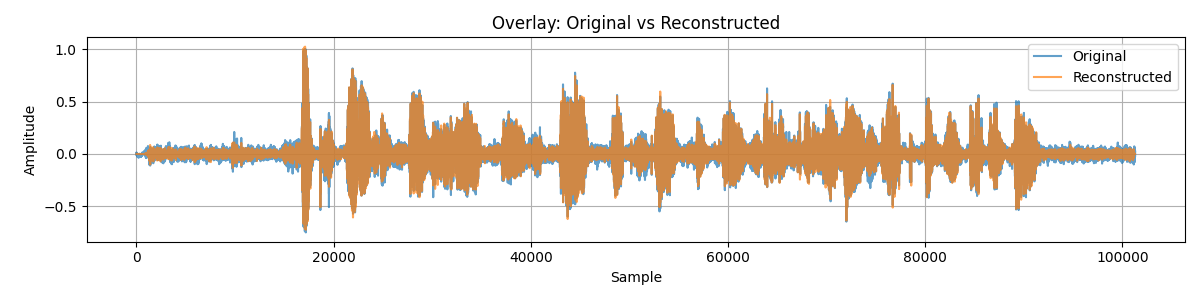 Overlay: Original vs Reconstructed
Original
Reconstructed
Amplitude
1.0
0.5
0.0
−0.5
0
20000
40000
60000
80000
100000
Sample